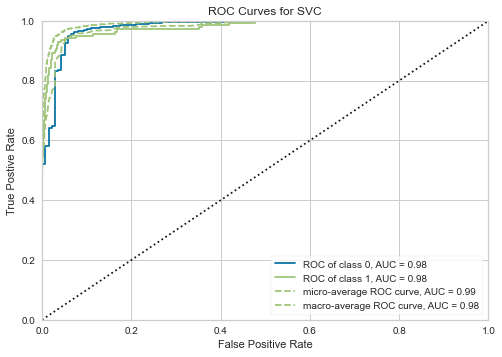 ROC Curves for SVC
True Postive Rate
1.0
0.8
0.6
0.4
0.2
0.0
ROC of class 0, AUC = 0.98
ROC of class 1, AUC = 0.98
micro-average ROC curve, AUC = 0.99
macro-average ROC curve, AUC = 0.98
0.0 0.2 0.4 0.6 0.8 1.0
False Positive Rate